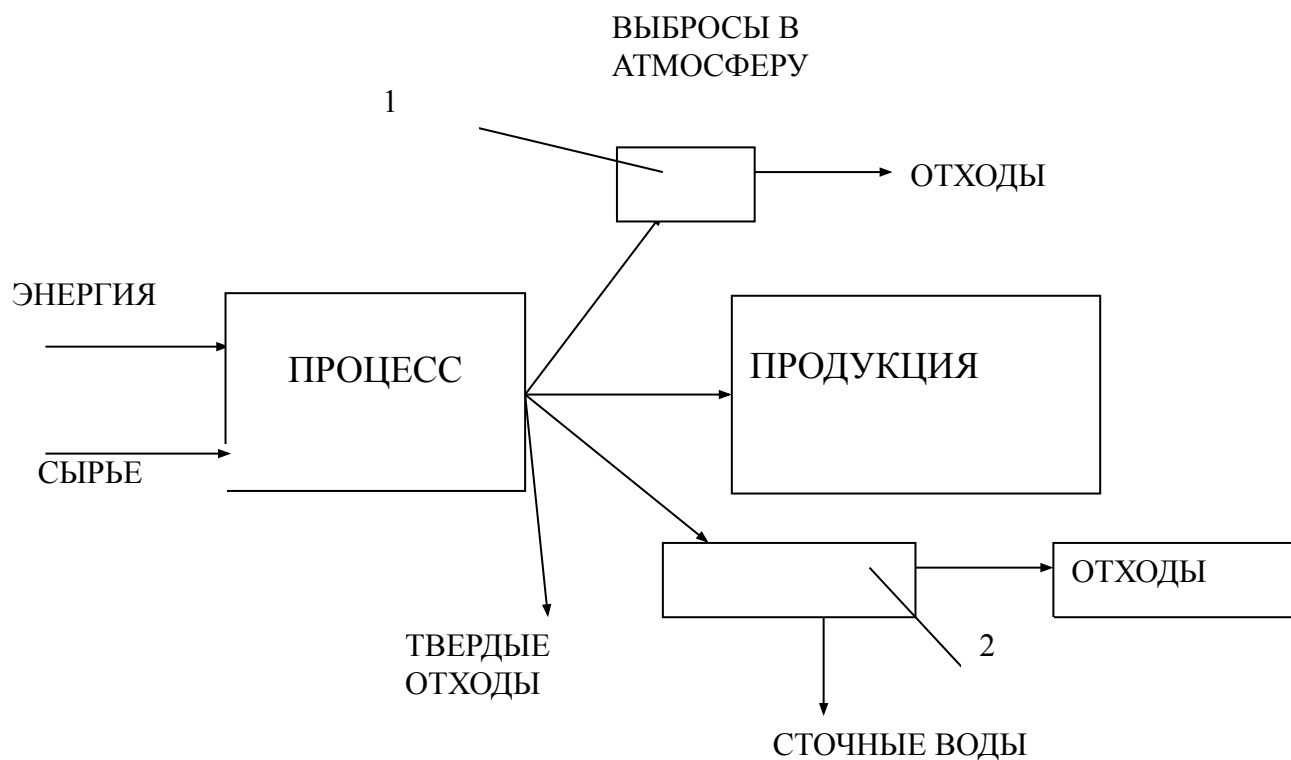 ВЫБРОСЫ В
АТМОСФЕРУ
1
ОТХОДЫ
ЭНЕРГИЯ
ПРОЦЕСС
ПРОДУКЦИЯ
СЫРЬЕ
ОТХОДЫ
2
ТВЕРДЫЕ
ОТХОДЫ
СТОЧНЫЕ ВОДЫ